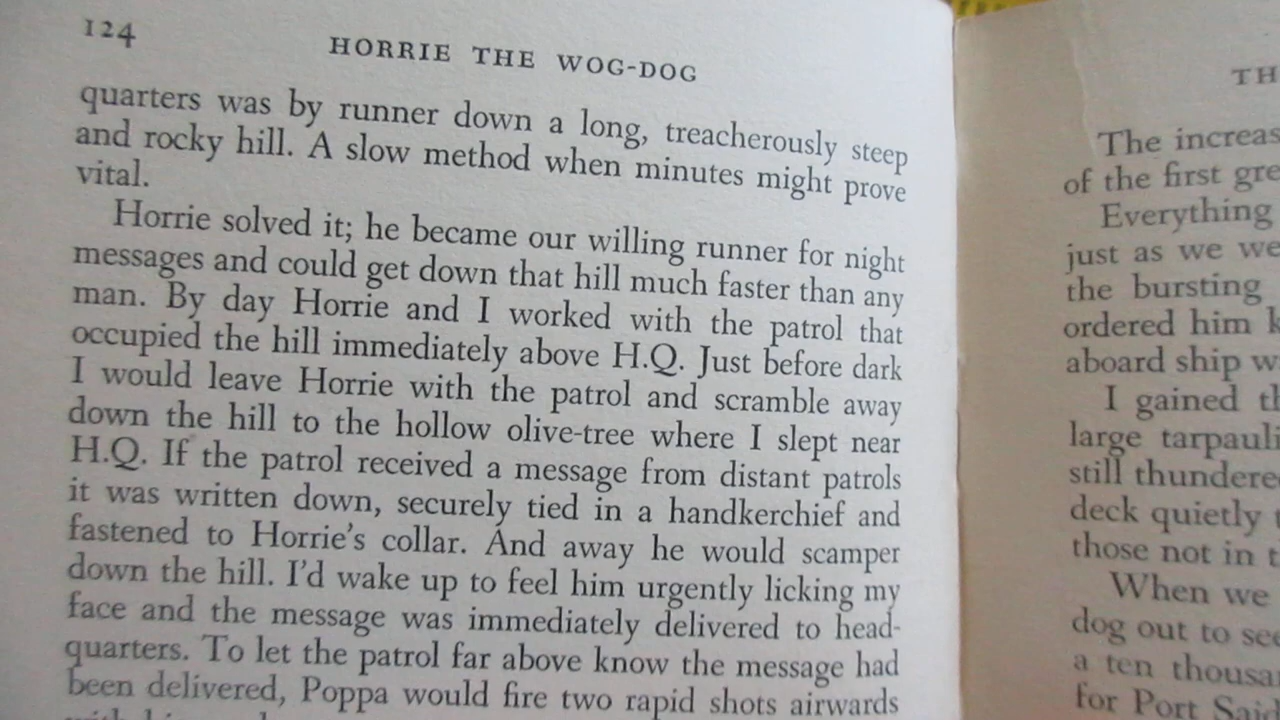 124
HORRIE THE WOG-DOG
quarters was by runner down a long, treacherously steep
and rocky hill. A slow method when minutes might prove
vital.
Horrie solved it; he became our willing runner for night
messages and could get down that hill much faster than any
man. By day Horrie and I worked with the patrol that
occupied the hill immediately above H.Q. Just before dark
I would leave Horrie with the patrol and scramble away
down the hill to the hollow olive-tree where I slept near
H.Q. If the patrol received a message from distant patrols
it was written down, securely tied in a handkerchief and
fastened to Horrie's collar. And away he would scamper
down the hill. I'd wake up to feel him urgently licking my
face and the message was immediately delivered to head-
quarters. To let the patrol far above know the message had
been delivered, Poppa would fire two rapid shots airwards
TH
The increas
of the first gre
Everything
just as we we
the bursting
ordered him k
aboard ship w
I gained th
large tarpauli
still thundere
deck quietly
those not in t
When we
dog out to see
a ten thousa
for Port Said